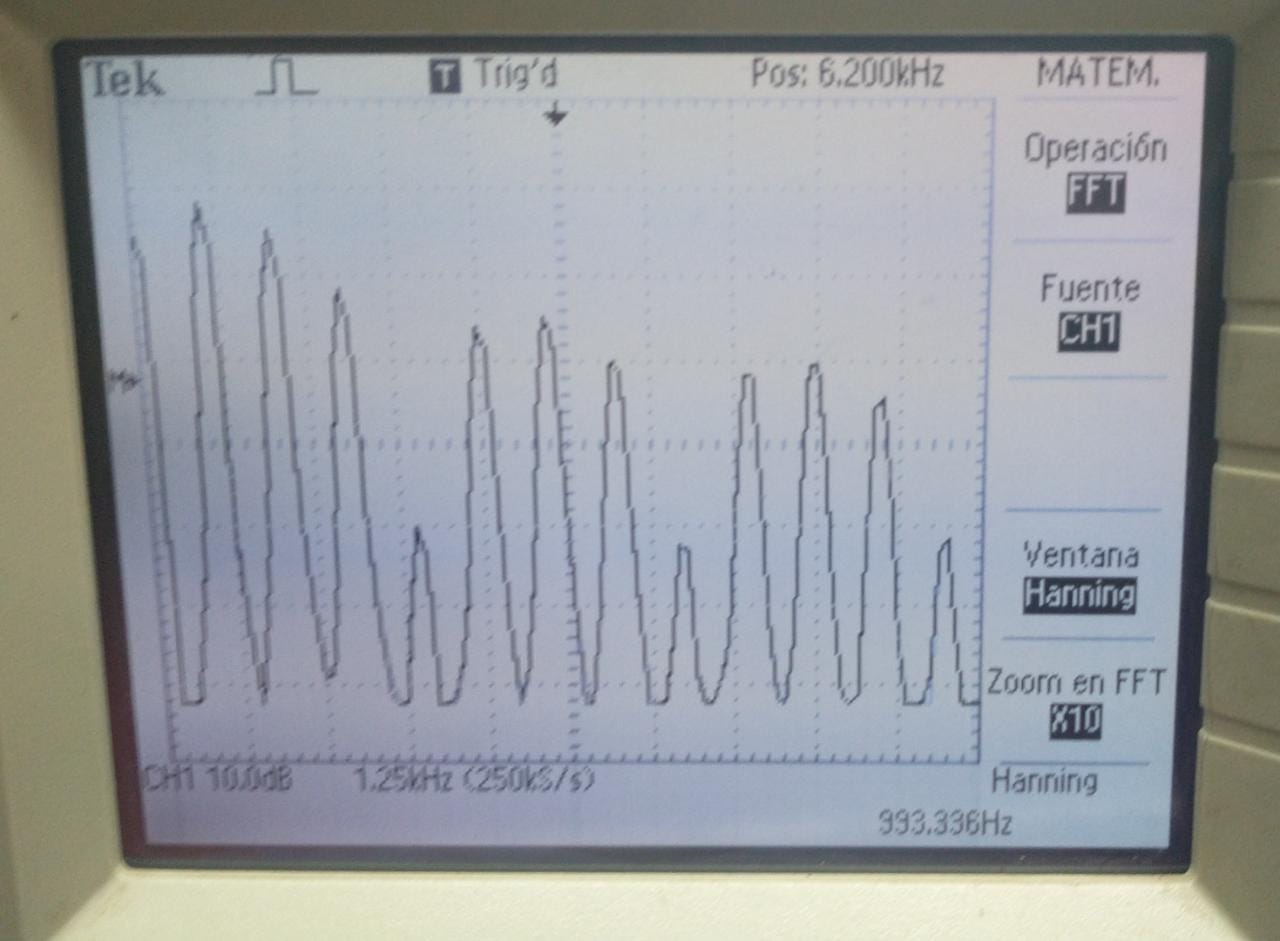 Tek T Trig'd Pos: 6.200kHz MATEM.
Operación
FFT
Fuente
CH1
Ventana
Hanning
Zoom en FFT
X10
CH1 10.0dB 1.25kHz (250kS/s) Hanning
993.336Hz